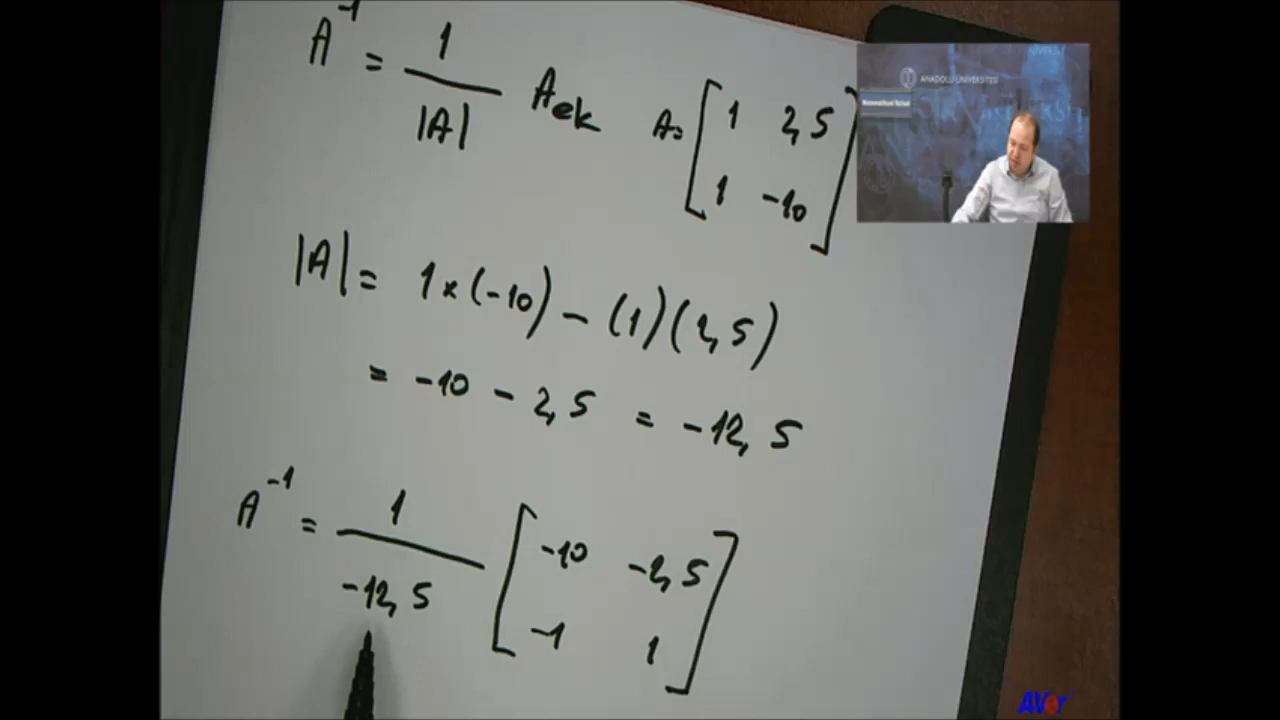 A⁻¹ = 1/|A| Aek A= [1 2,5
1 -10]
ANADOLU ÜNİVERSİTESİ
|A| = 1×(-10) - (1)(2,5)
= -10 - 2,5 = -12,5
A⁻¹ = 1/-12,5 [-10 -2,5
-1 1]
AVer